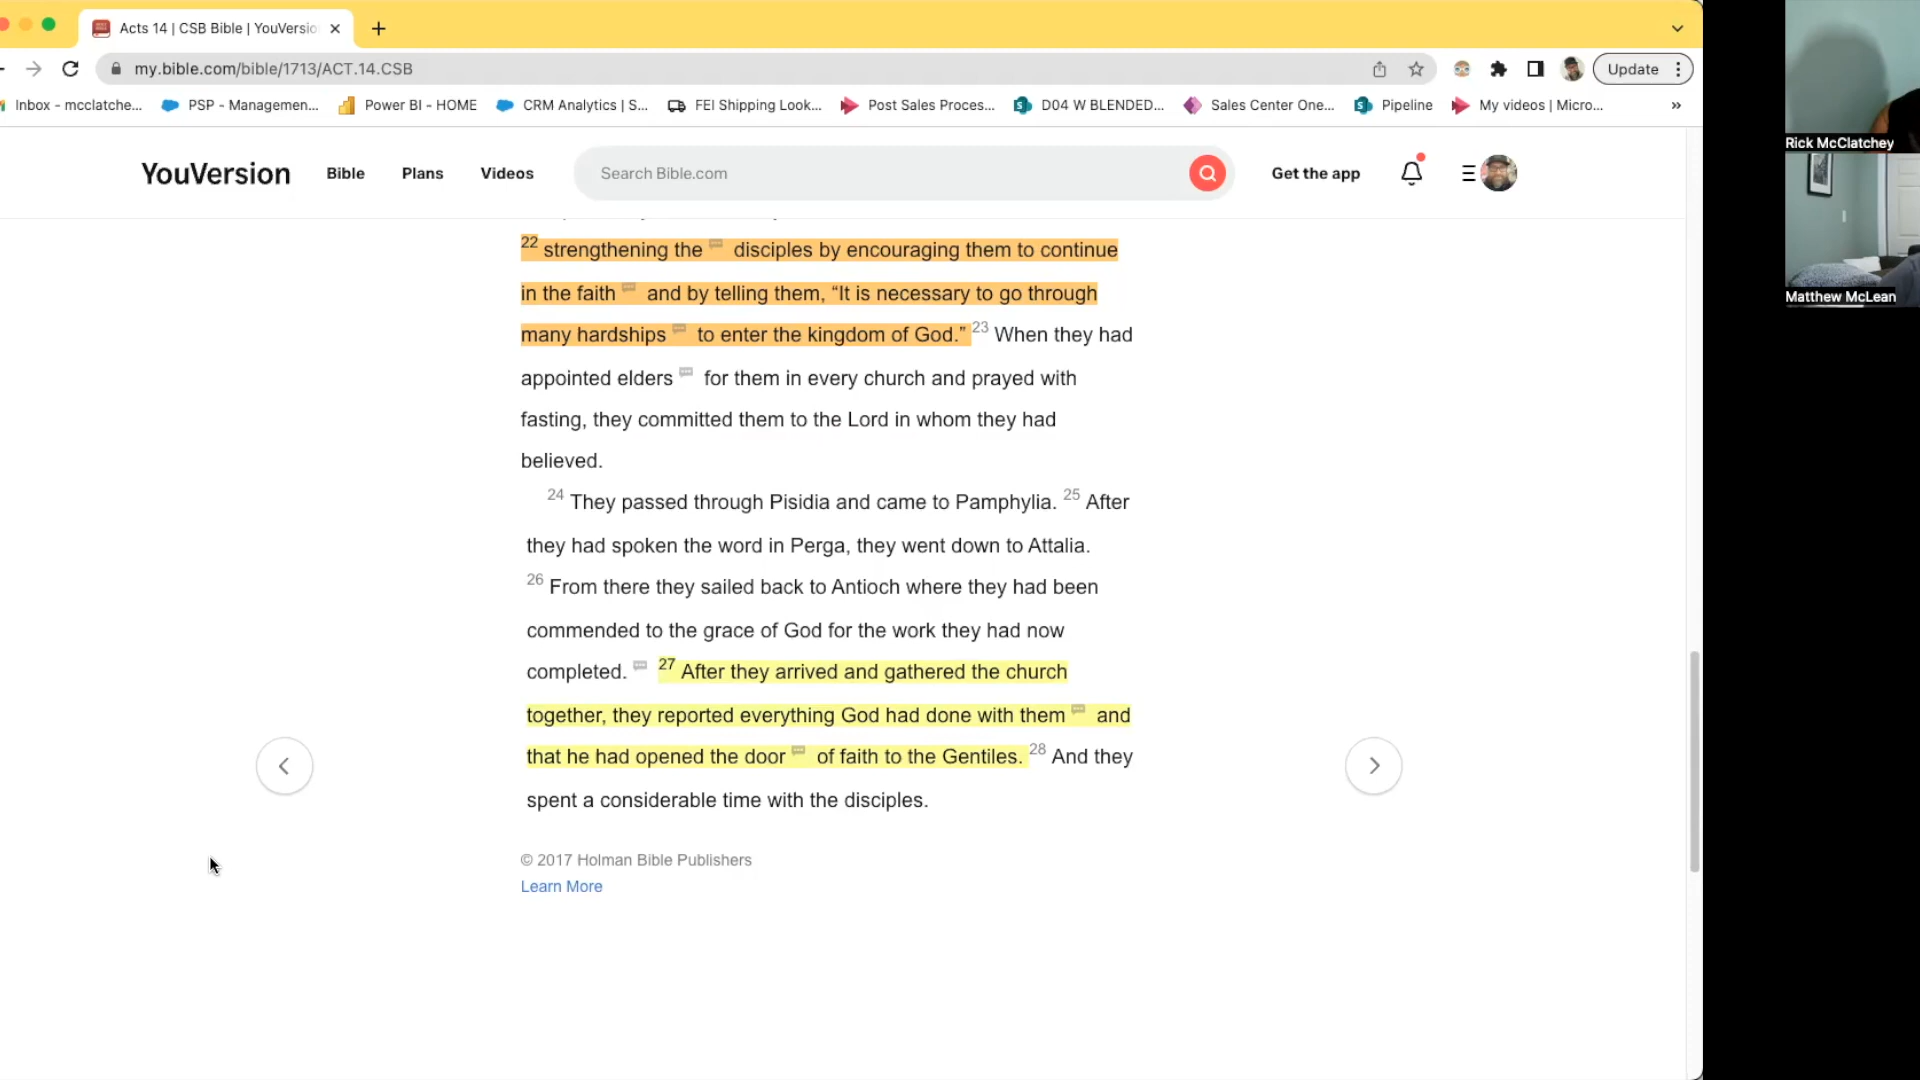 Acts 14 | CSB Bible | YouVersio
my.bible.com/bible/1713/ACT.14.CSB
Update
Inbox - mcclatche...
PSP - Managemen...
Power BI - HOME
CRM Analytics | S...
FEI Shipping Look...
Post Sales Proces...
D04 W BLENDED...
Sales Center One...
Pipeline
My videos | Micro...
»
YouVersion
Bible
Plans
Videos
Search Bible.com
Get the app
22 strengthening the disciples by encouraging them to continue
in the faith and by telling them, “It is necessary to go through
many hardships to enter the kingdom of God.” 23 When they had
appointed elders for them in every church and prayed with
fasting, they committed them to the Lord in whom they had
believed.
24 They passed through Pisidia and came to Pamphylia. 25 After
they had spoken the word in Perga, they went down to Attalia.
26 From there they sailed back to Antioch where they had been
commended to the grace of God for the work they had now
completed. 27 After they arrived and gathered the church
together, they reported everything God had done with them and
that he had opened the door of faith to the Gentiles. 28 And they
spent a considerable time with the disciples.
© 2017 Holman Bible Publishers
Learn More
Rick McClatchey
Matthew McLean